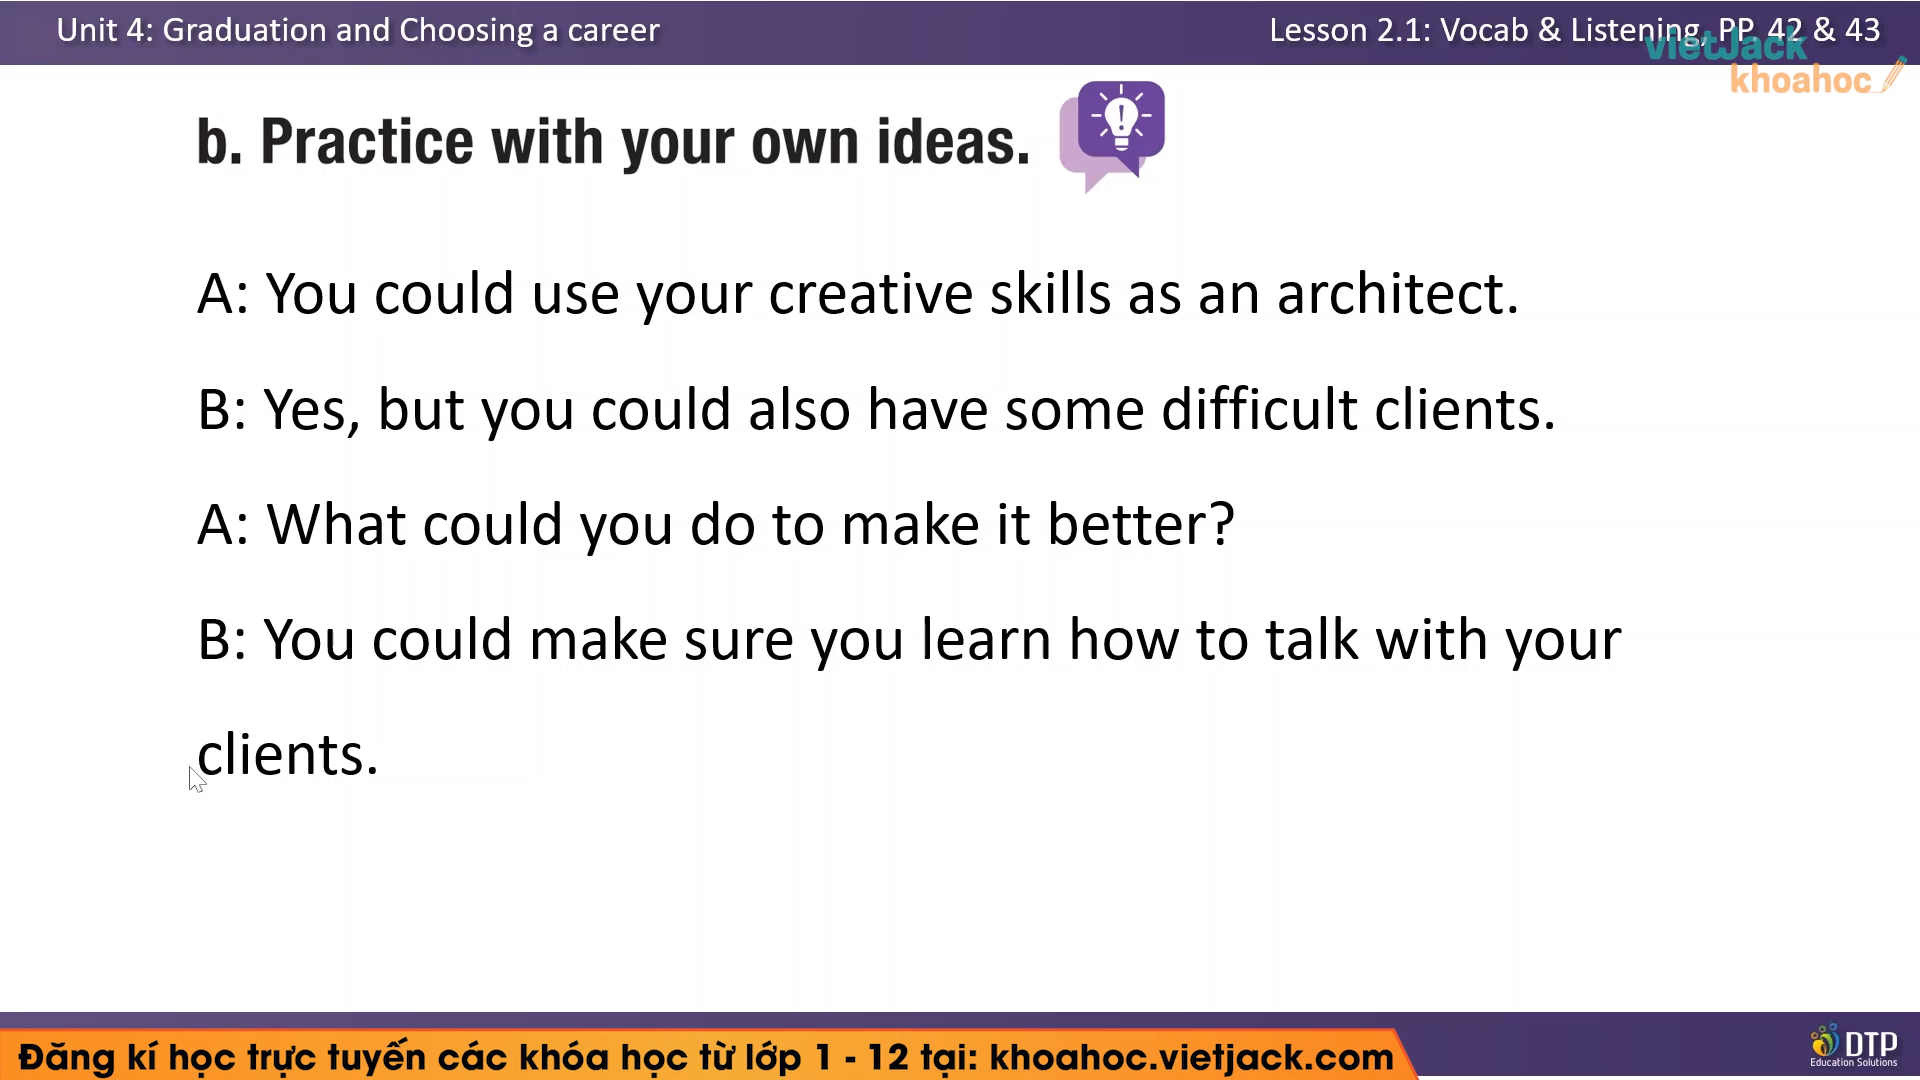 Unit 4: Graduation and Choosing a career
Lesson 2.1: Vocab & Listening, PP. 42 & 43
vietJack
khoahoc
b. Practice with your own ideas.
A: You could use your creative skills as an architect.
B: Yes, but you could also have some difficult clients.
A: What could you do to make it better?
B: You could make sure you learn how to talk with your
clients.
Đăng kí học trực tuyến các khóa học từ lớp 1 - 12 tại: khoahoc.vietjack.com
DTP
Education Solutions